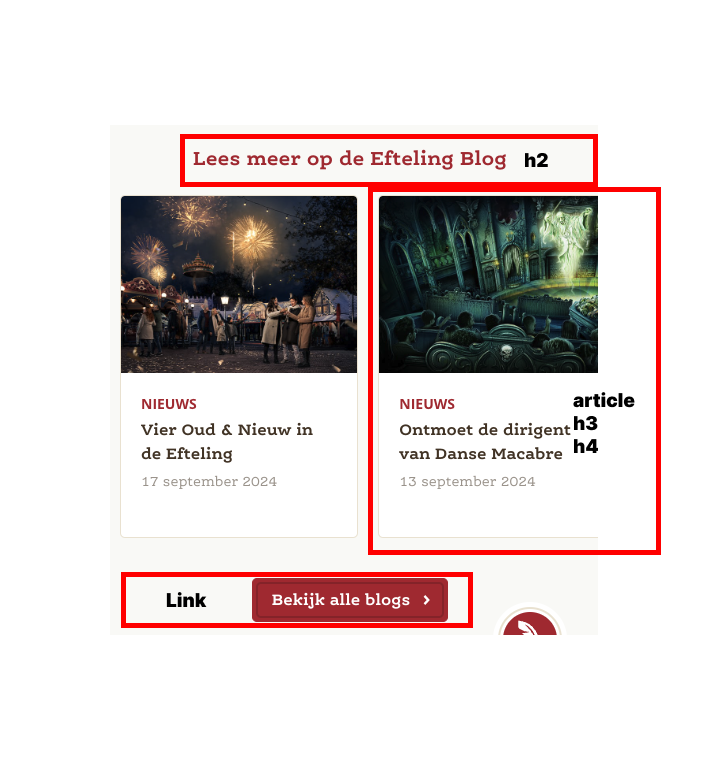 Lees meer op de Efteling Blog h2
NIEUWS
Vier Oud & Nieuw in
de Efteling
17 september 2024
NIEUWS
Ontmoet de dirigent
van Danse Macabre
13 september 2024
article
h3
h4
Link
Bekijk alle blogs ›